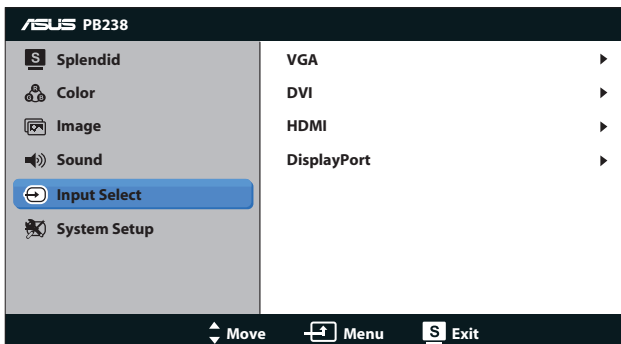 ASUS PB238
S Splendid
Color
Image
Sound
Input Select
System Setup
VGA
DVI
HDMI
DisplayPort
Move Menu S Exit